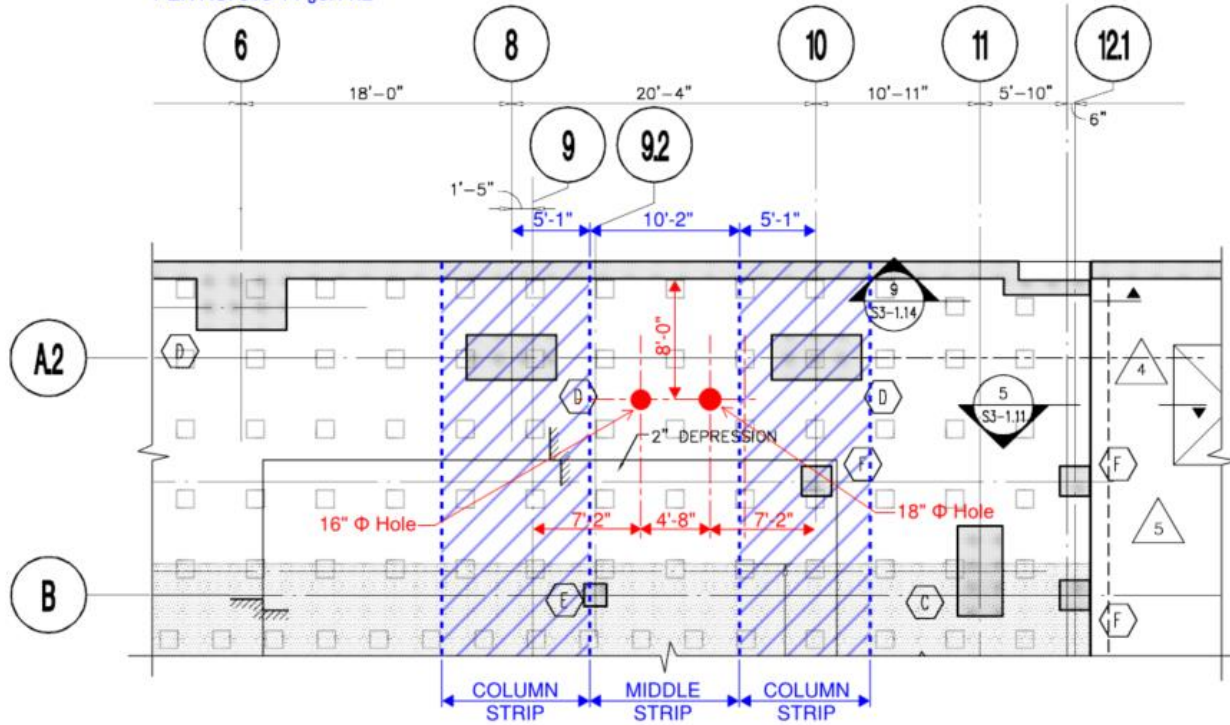 6
8
10
11
12.1
18'-0"
20'-4"
10'-11"
5'-10"
6"
9
9.2
1'-5"
5'-1"
10'-2"
5'-1"
9
S3-1.14
A.2
D
8'-0"
D
D
4
5
S3-1.11
2" DEPRESSION
F
F
16" Φ Hole
7'-2"
4'-8"
7'-2"
18" Φ Hole
5
B
E
C
F
COLUMN STRIP
MIDDLE STRIP
COLUMN STRIP